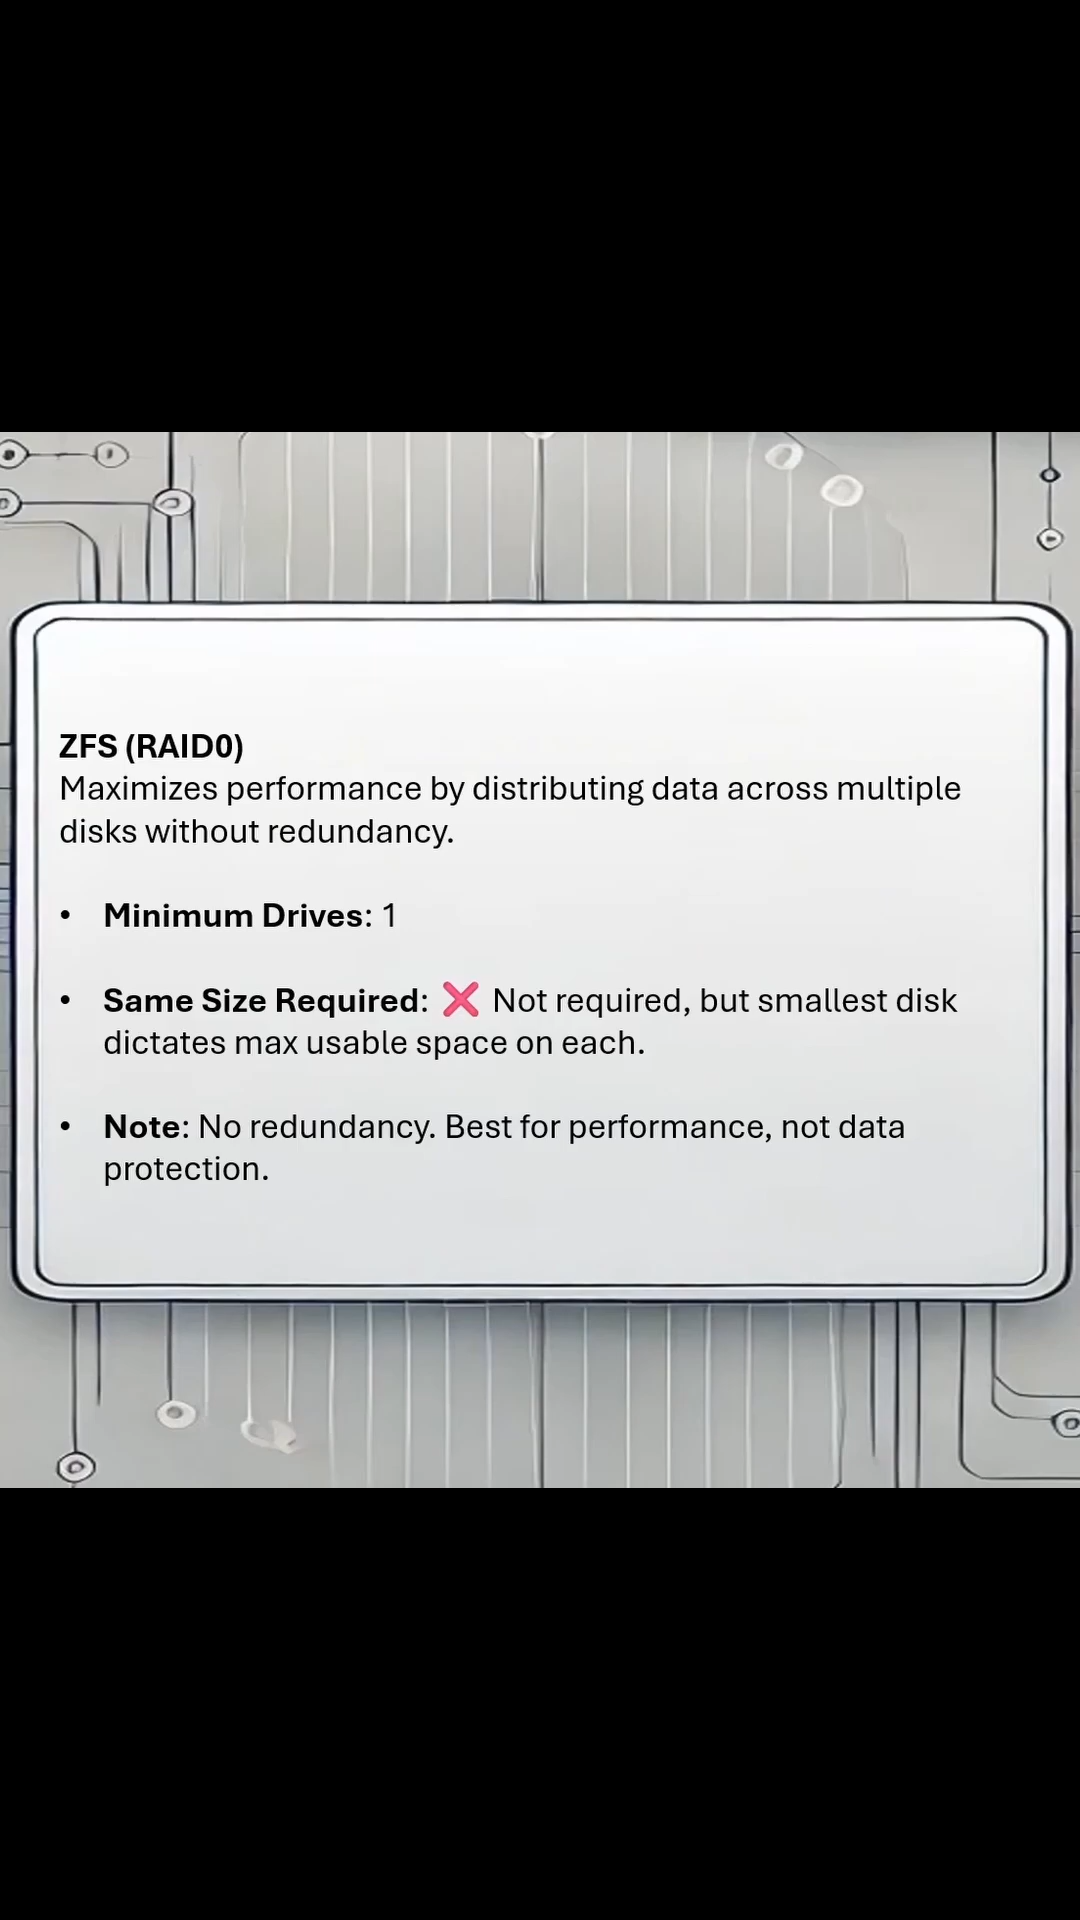 ZFS (RAID0)
Maximizes performance by distributing data across multiple
disks without redundancy.
• Minimum Drives: 1
• Same Size Required: ❌ Not required, but smallest disk
dictates max usable space on each.
• Note: No redundancy. Best for performance, not data
protection.